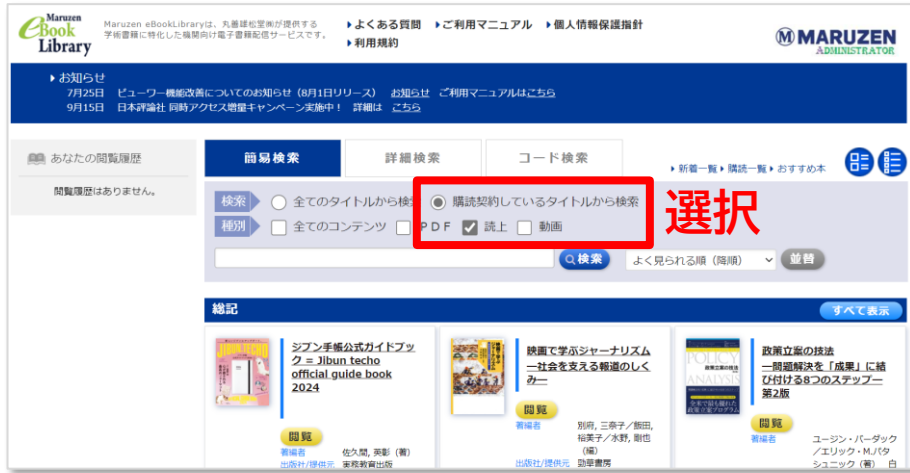 Maruzen
eBook
Library
Maruzen eBookLibraryは、丸善雄松堂㈱が提供する
学術書籍に特化した機関向け電子書籍配信サービスです。
よくある質問 ご利用マニュアル 個人情報保護指針
利用規約
MARUZEN
ADMINISTRATOR
お知らせ
7月25日 ビューワー機能改善についてのお知らせ（8月1日リリース） お知らせ ご利用マニュアルはこちら
9月15日 日本評論社 同時アクセス増量キャンペーン実施中！ 詳細は こちら
あなたの閲覧履歴
閲覧履歴はありません。
簡易検索 詳細検索 コード検索
新着一覧 購読一覧 おすすめ本
検索 全てのタイトルから検 購読契約しているタイトルから検索
種別 全てのコンテンツ PDF 読上 動画
選択
検索 よく見られる順（降順） 並替
総記 すべて表示
ジブン手帳公式ガイドブッ
ク = Jibun techo
official guide book
2024
閲覧
著編者 佐久間, 英彰（著）
出版社/提供元 実務教育出版
映画で学ぶジャーナリズム
―社会を支える報道のしく
み―
閲覧
著編者 別府, 三奈子／飯田,
裕美子／水野, 剛也
（編）
出版社/提供元 勁草書房
POLICY
ANALYSIS
政策立案の技法
―問題解決を「成果」に結
び付ける8つのステップ―
第2版
閲覧
著編者 ユージン・バーダック
／エリック・M.パタ
シュニック（著） 白